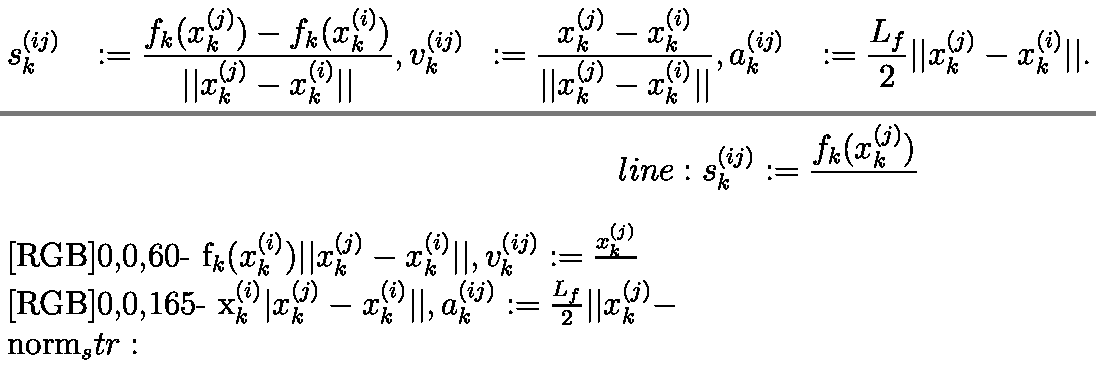 s_k^{(ij)} := \frac{f_k(x_k^{(j)}) - f_k(x_k^{(i)})}{||x_k^{(j)} - x_k^{(i)}||}, v_k^{(ij)} := \frac{x_k^{(j)} - x_k^{(i)}}{||x_k^{(j)} - x_k^{(i)}||}, a_k^{(ij)} := \frac{L_f}{2}||x_k^{(j)} - x_k^{(i)}||.
line : s_k^{(ij)} := \frac{f_k(x_k^{(j)})}{}
[RGB]0,0,60- f_k(x_k^{(i)})||x_k^{(j)} - x_k^{(i)}||, v_k^{(ij)} := \frac{x_k^{(j)}}{}
[RGB]0,0,165- x_k^{(i)}|x_k^{(j)} - x_k^{(i)}||, a_k^{(ij)} := \frac{L_f}{2}||x_k^{(j)}-
norm_str :